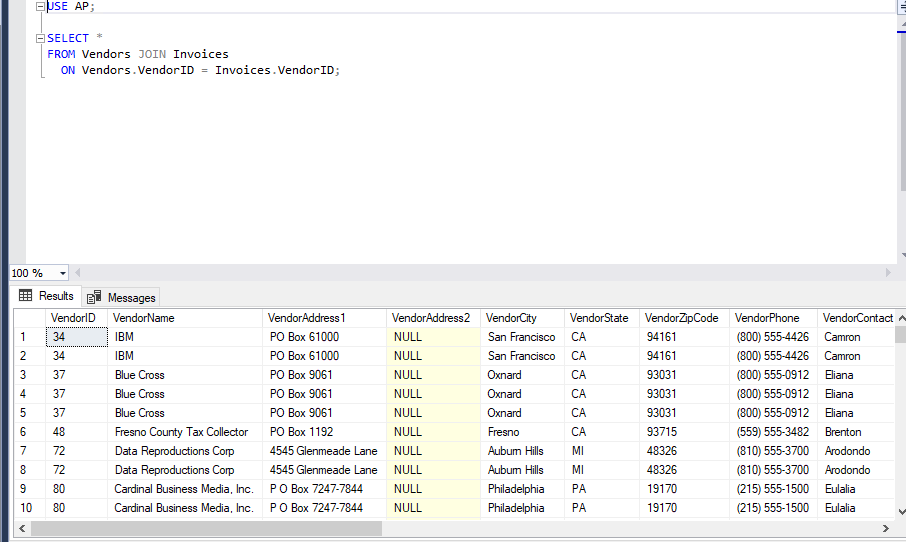 USE AP;
SELECT *
FROM Vendors JOIN Invoices
ON Vendors.VendorID = Invoices.VendorID;
100 %
Results Messages
VendorID VendorName VendorAddress1 VendorAddress2 VendorCity VendorState VendorZipCode VendorPhone VendorContact
1 34 IBM PO Box 61000 NULL San Francisco CA 94161 (800) 555-4426 Camron
2 34 IBM PO Box 61000 NULL San Francisco CA 94161 (800) 555-4426 Camron
3 37 Blue Cross PO Box 9061 NULL Oxnard CA 93031 (800) 555-0912 Eliana
4 37 Blue Cross PO Box 9061 NULL Oxnard CA 93031 (800) 555-0912 Eliana
5 37 Blue Cross PO Box 9061 NULL Oxnard CA 93031 (800) 555-0912 Eliana
6 48 Fresno County Tax Collector PO Box 1192 NULL Fresno CA 93715 (559) 555-3482 Brenton
7 72 Data Reproductions Corp 4545 Glenmeade Lane NULL Auburn Hills MI 48326 (810) 555-3700 Arodondo
8 72 Data Reproductions Corp 4545 Glenmeade Lane NULL Auburn Hills MI 48326 (810) 555-3700 Arodondo
9 80 Cardinal Business Media, Inc. P O Box 7247-7844 NULL Philadelphia PA 19170 (215) 555-1500 Eulalia
10 80 Cardinal Business Media, Inc. P O Box 7247-7844 NULL Philadelphia PA 19170 (215) 555-1500 Eulalia